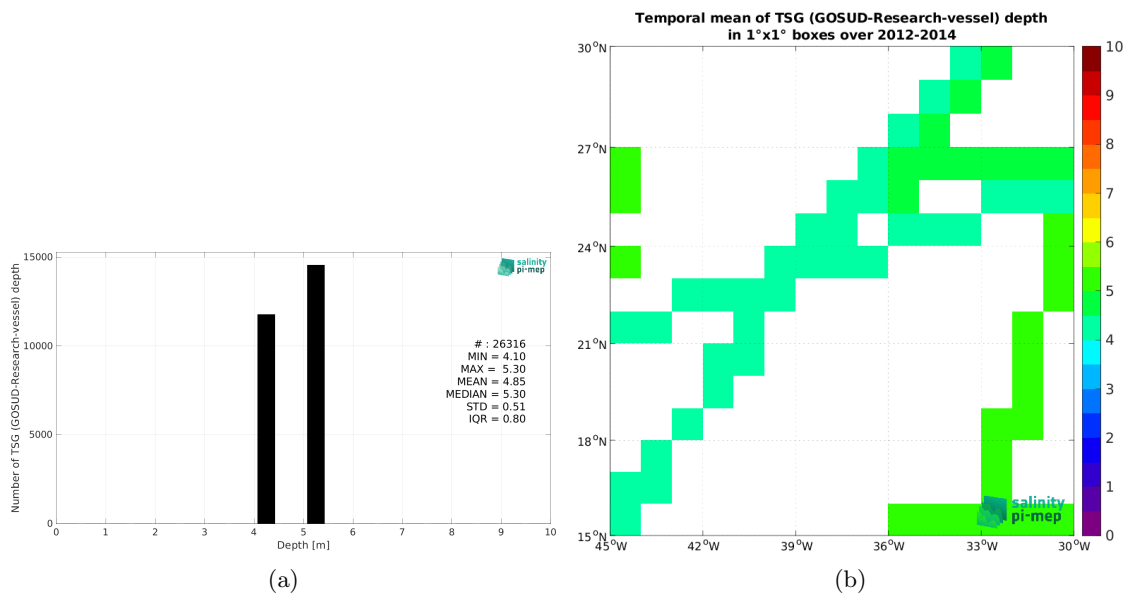 15000
10000
5000
0
Number of TSG (GOSUD-Research-vessel) depth
salinity
pi-mep
# : 26316
MIN = 4.10
MAX = 5.30
MEAN = 4.85
MEDIAN = 5.30
STD = 0.51
IQR = 0.80
0 1 2 3 4 5 6 7 8 9 10
Depth [m]
(a)
Temporal mean of TSG (GOSUD-Research-vessel) depth
in 1°x1° boxes over 2012-2014
30°N
27°N
24°N
21°N
18°N
15°N
45°W 42°W 39°W 36°W 33°W 30°W
salinity
pi-mep
10
9
8
7
6
5
4
3
2
1
0
(b)